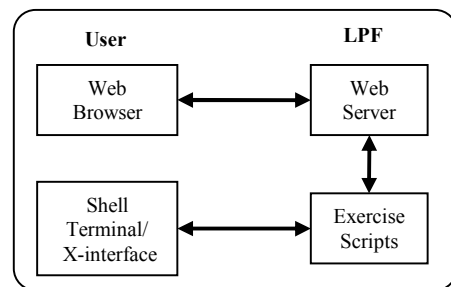 User
LPF
Web
Browser
Web
Server
Shell
Terminal/
X-interface
Exercise
Scripts